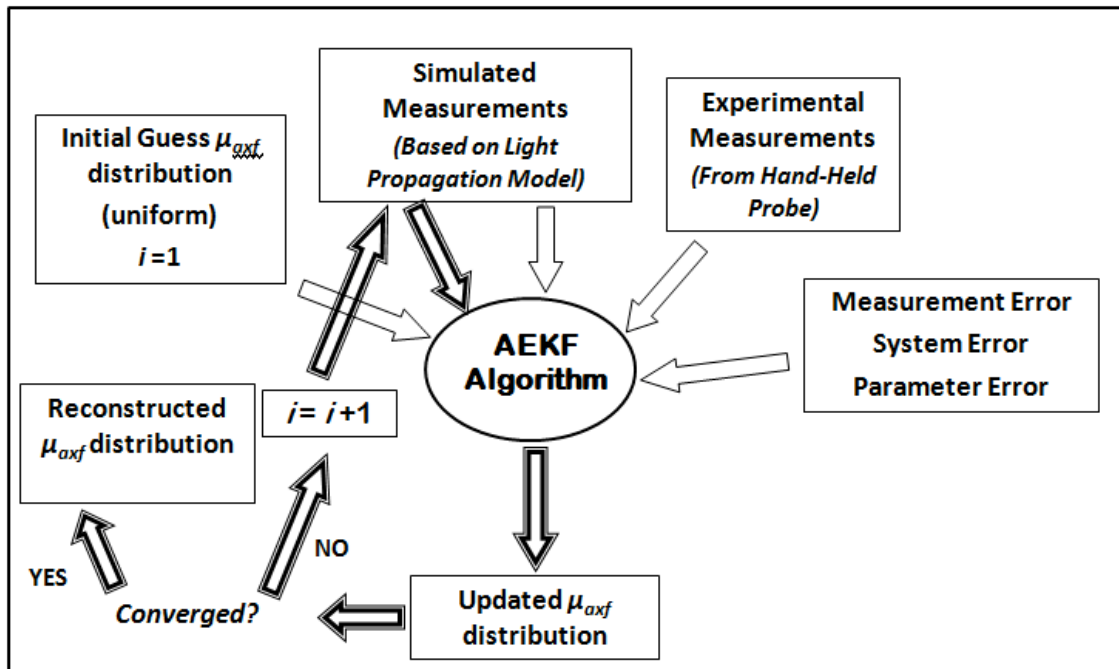 Simulated
Measurements
(Based on Light
Propagation Model)
Experimental
Measurements
(From Hand-Held
Probe)
Initial Guess μaxf
distribution
(uniform)
i =1
Measurement Error
System Error
Parameter Error
AEKF
Algorithm
i = i +1
Reconstructed
μaxf distribution
NO
YES
Converged?
Updated μaxf
distribution